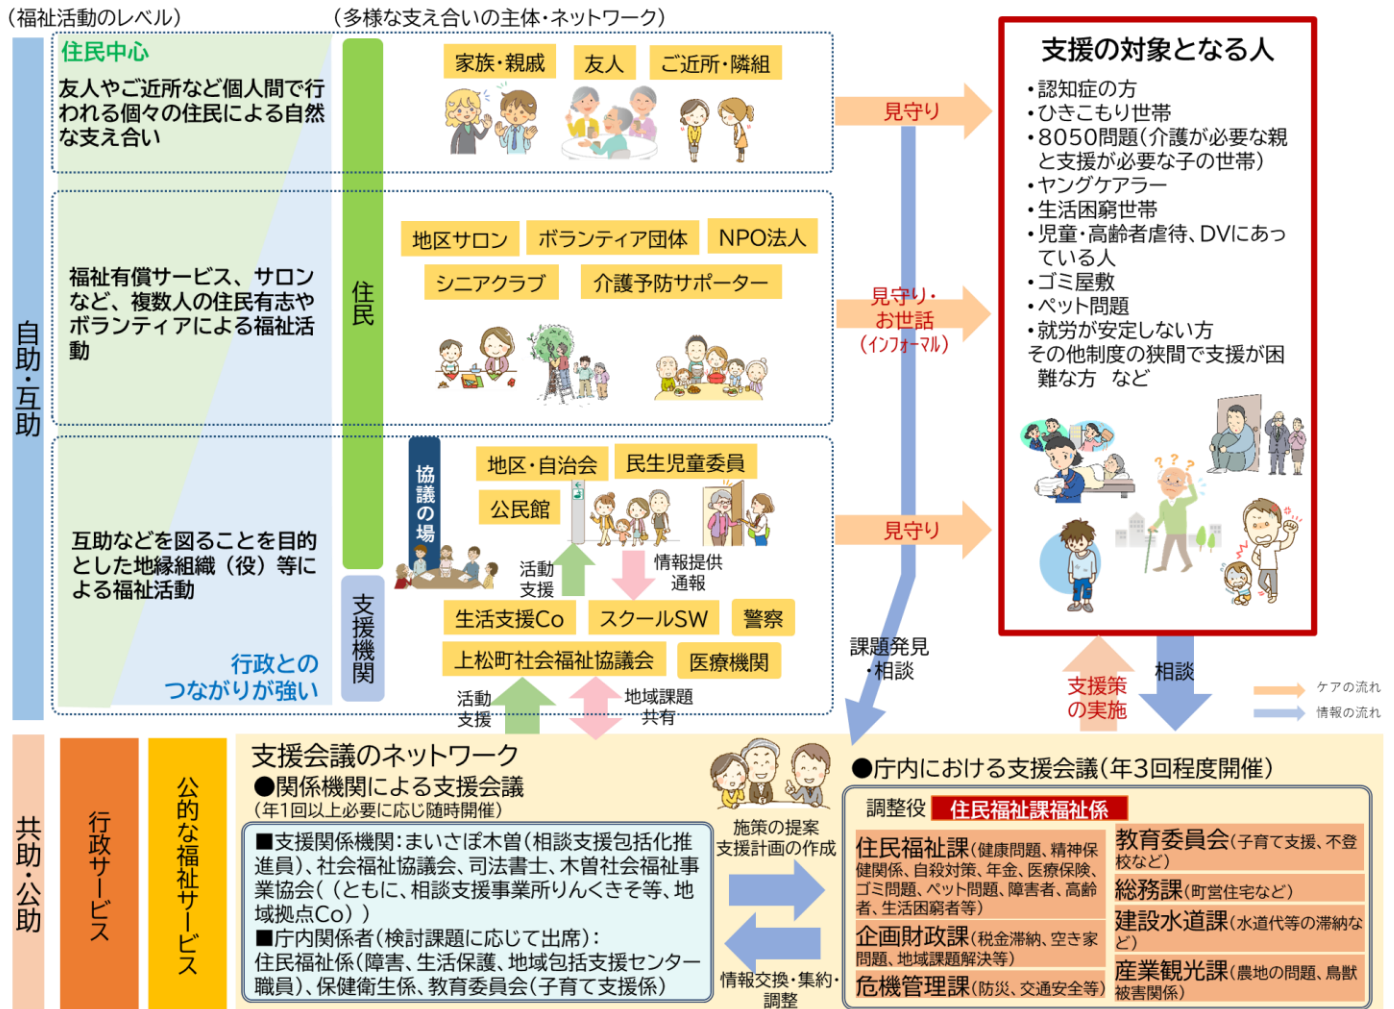 (福祉活動のレベル)
(多様な支え合いの主体・ネットワーク)
自助・互助
住民中心
友人やご近所など個人間で行
われる個々の住民による自然
な支え合い
福祉有償サービス、サロン
など、複数人の住民有志や
ボランティアによる福祉活
動
互助などを図ることを目的
とした地縁組織（役）等に
よる福祉活動
行政との
つながりが強い
住民
支援機関
家族・親戚
友人
ご近所・隣組
地区サロン
ボランティア団体
NPO法人
シニアクラブ
介護予防サポーター
協議の場
地区・自治会
民生児童委員
公民館
活動
支援
情報提供
通報
生活支援Co
スクールSW
警察
上松町社会福祉協議会
医療機関
活動
支援
地域課題
共有
見守り
見守り・
お世話
(ｲﾝﾌｫｰﾏﾙ)
見守り
課題発見
・相談
支援の対象となる人
・認知症の方
・ひきこもり世帯
・8050問題(介護が必要な親
と支援が必要な子の世帯)
・ヤングケアラー
・生活困窮世帯
・児童・高齢者虐待、DVにあっ
ている人
・ゴミ屋敷
・ペット問題
・就労が安定しない方
その他制度の狭間で支援が困
難な方 など
支援策
の実施
相談
ケアの流れ
情報の流れ
共助・公助
行政サービス
公的な福祉サービス
支援会議のネットワーク
●関係機関による支援会議
(年1回以上必要に応じ随時開催)
■支援関係機関：まいさぽ木曽(相談支援包括化推
進員)、社会福祉協議会、司法書士、木曽社会福祉事
業協会( (ともに、相談支援事業所りんくきそ等、地
域拠点Co) )
■庁内関係者(検討課題に応じて出席)：
住民福祉係(障害、生活保護、地域包括支援センター
職員)、保健衛生係、教育委員会(子育て支援係)
施策の提案
支援計画の作成
情報交換・集約・
調整
●庁内における支援会議(年3回程度開催)
調整役 住民福祉課福祉係
住民福祉課(健康問題、精神保
健関係、自殺対策、年金、医療保険、
ゴミ問題、ペット問題、障害者、高齢
者、生活困窮者等)
企画財政課(税金滞納、空き家
問題、地域課題解決等)
危機管理課(防災、交通安全等)
教育委員会(子育て支援、不登
校など)
総務課(町営住宅など)
建設水道課(水道代等の滞納な
ど)
産業観光課(農地の問題、鳥獣
被害関係)